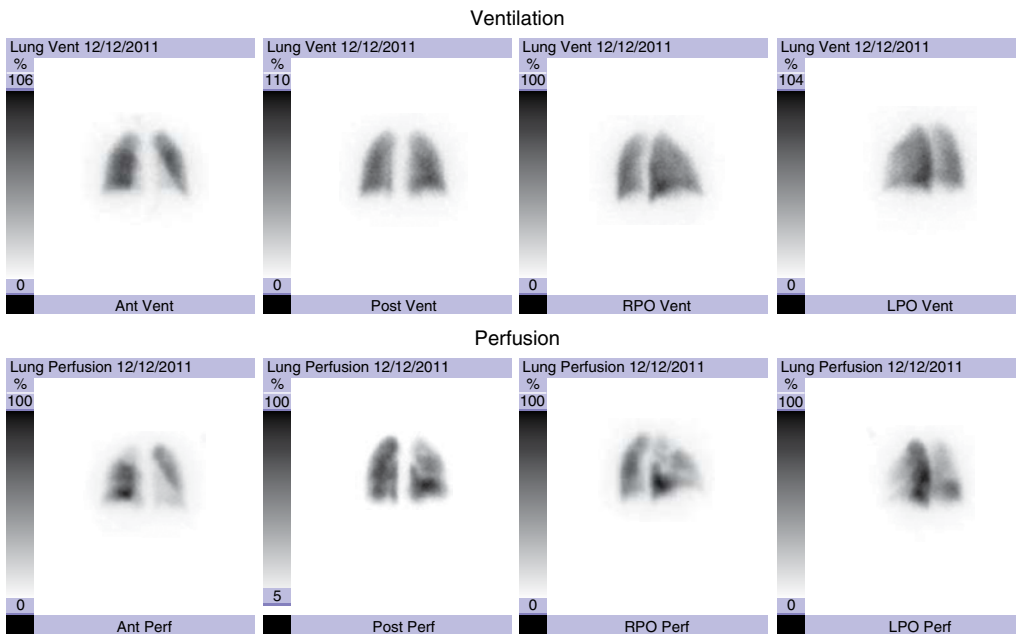 Ventilation
Lung Vent 12/12/2011 Lung Vent 12/12/2011 Lung Vent 12/12/2011 Lung Vent 12/12/2011
% % % %
106 110 100 104
0 0 0 0
Ant Vent Post Vent RPO Vent LPO Vent
Perfusion
Lung Perfusion 12/12/2011 Lung Perfusion 12/12/2011 Lung Perfusion 12/12/2011 Lung Perfusion 12/12/2011
% % % %
100 100 100 100
0 5 0 0
Ant Perf Post Perf RPO Perf LPO Perf